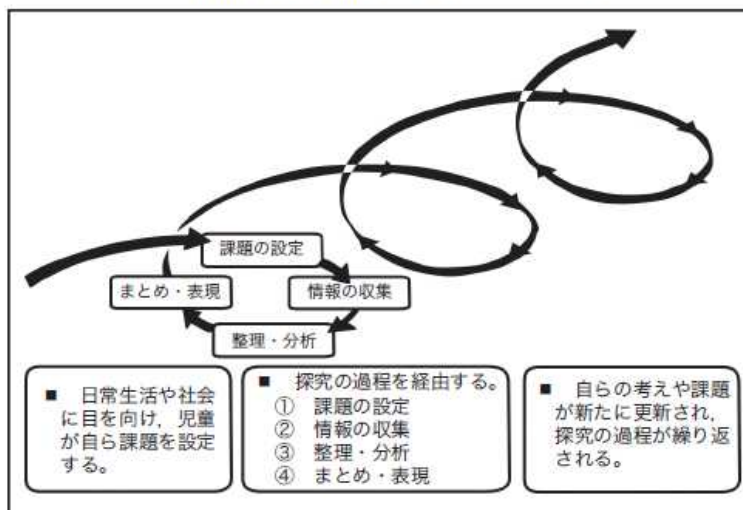 課題の設定
まとめ・表現
情報の収集
整理・分析
■ 日常生活や社会
に目を向け，児童
が自ら課題を設定
する。
■ 探究の過程を経由する。
① 課題の設定
② 情報の収集
③ 整理・分析
④ まとめ・表現
■ 自らの考えや課題
が新たに更新され，
探究の過程が繰り返
される。